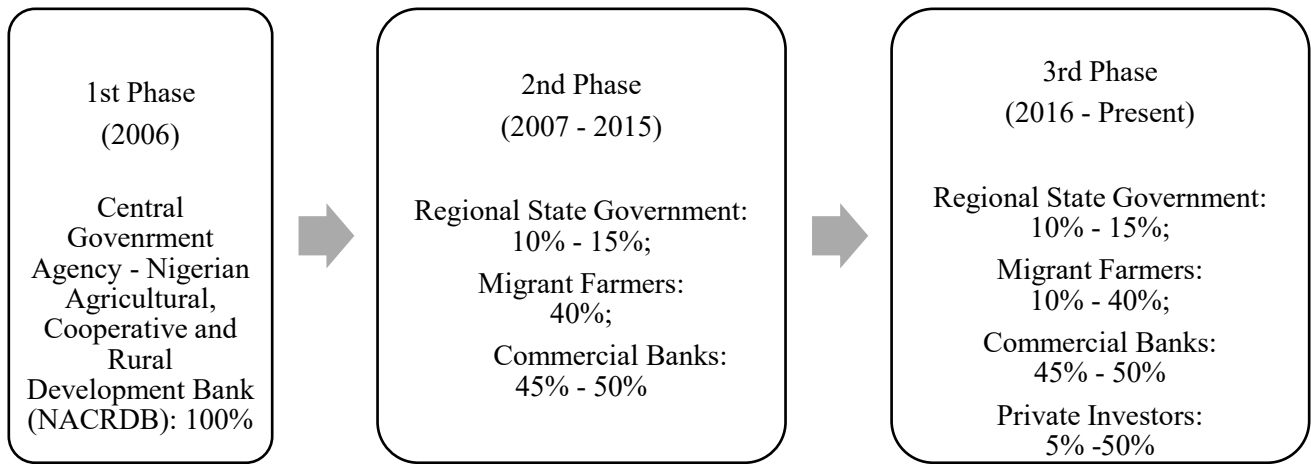 1st Phase
(2006)
Central
Govenrment
Agency - Nigerian
Agricultural,
Cooperative and
Rural
Development Bank
(NACRDB): 100%
2nd Phase
(2007 - 2015)
Regional State Government:
10% - 15%;
Migrant Farmers:
40%;
Commercial Banks:
45% - 50%
3rd Phase
(2016 - Present)
Regional State Government:
10% - 15%;
Migrant Farmers:
10% - 40%;
Commercial Banks:
45% - 50%
Private Investors:
5% -50%